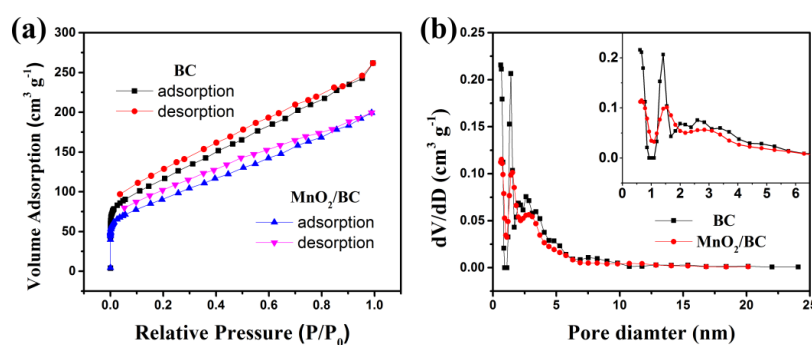 (a)
300
250
200
150
100
50
0
Volume Adsorption (cm³ g⁻¹)
BC
adsorption
desorption
MnO₂/BC
adsorption
desorption
0.0 0.2 0.4 0.6 0.8 1.0
Relative Pressure (P/P₀)
(b)
0.25
0.20
0.15
0.10
0.05
0.00
dV/dD (cm³ g⁻¹)
0.2
0.1
0.0
0 1 2 3 4 5 6
BC
MnO₂/BC
0 5 10 15 20 25
Pore diamter (nm)